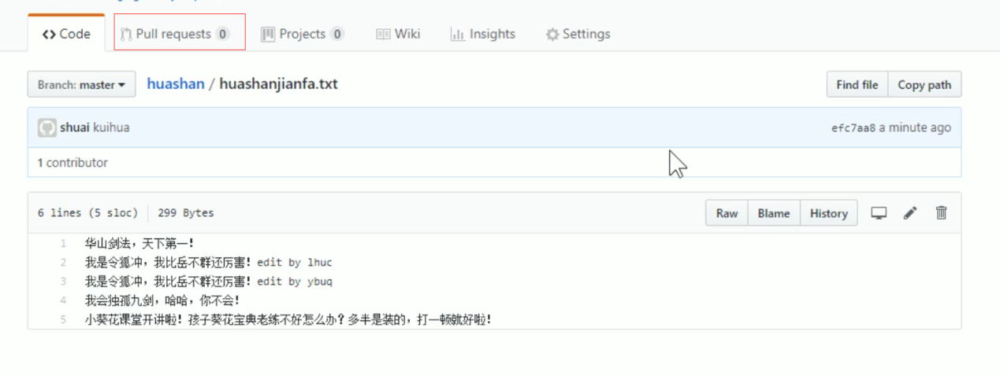 Code Pull requests 0 Projects 0 Wiki Insights Settings
Branch: master huashan / huashanjianfa.txt Find file Copy path
shuai kuihua efc7aa8 a minute ago
1 contributor
6 lines (5 sloc) 299 Bytes Raw Blame History
1 华山剑法，天下第一！
2 我是令狐冲，我比岳不群还厉害！edit by lhuc
3 我是令狐冲，我比岳不群还厉害！edit by ybuq
4 我会独孤九剑，哈哈，你不会！
5 小葵花课堂开讲啦！孩子葵花宝典老练不好怎么办？多半是装的，打一顿就好啦！